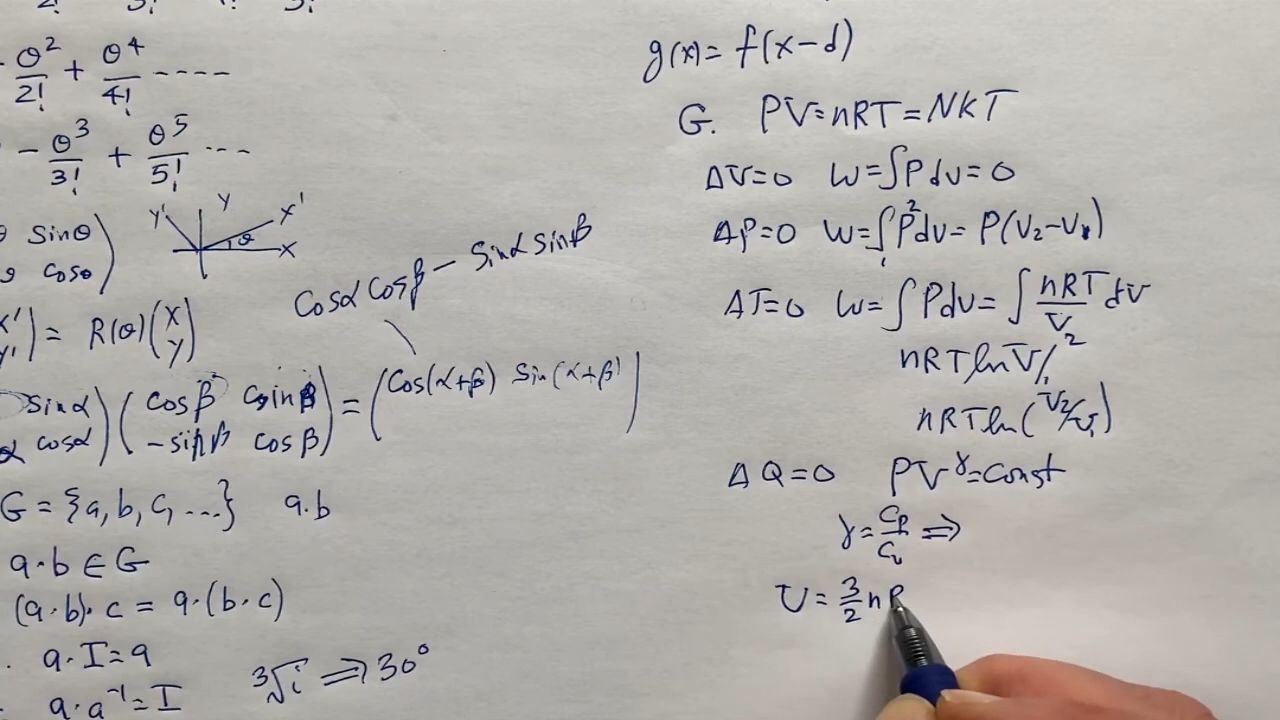 θ²/2! + θ⁴/4! ----
- θ³/3! + θ⁵/5! ---
sinθ
cosθ
y' y x'
θ x
cosα cosβ - sinα sinβ
x' = R(θ) (x
y' y)
sinα) (cosβ sinβ) = (cos(α+β) sin(α+β)
cosα) (-sinβ cosβ)
G = {a, b, c, ...} a.b
a.b ∈ G
(a.b).c = a.(b.c)
a.I = a
a.a⁻¹ = I
³√i ⇒ 30°
g(x) = f(x-d)
G. PV = nRT = NkT
ΔV=0 W=∫Pdv=0
ΔP=0 W=∫₁²Pdv= P(V₂-V₁)
ΔT=0 W=∫Pdv=∫nRT/V dV
nRT ln V/₁²
nRT ln(V₂/V₁)
ΔQ=0 PV^γ=const
γ = Cp/Cv ⇒
U = 3/2 n R